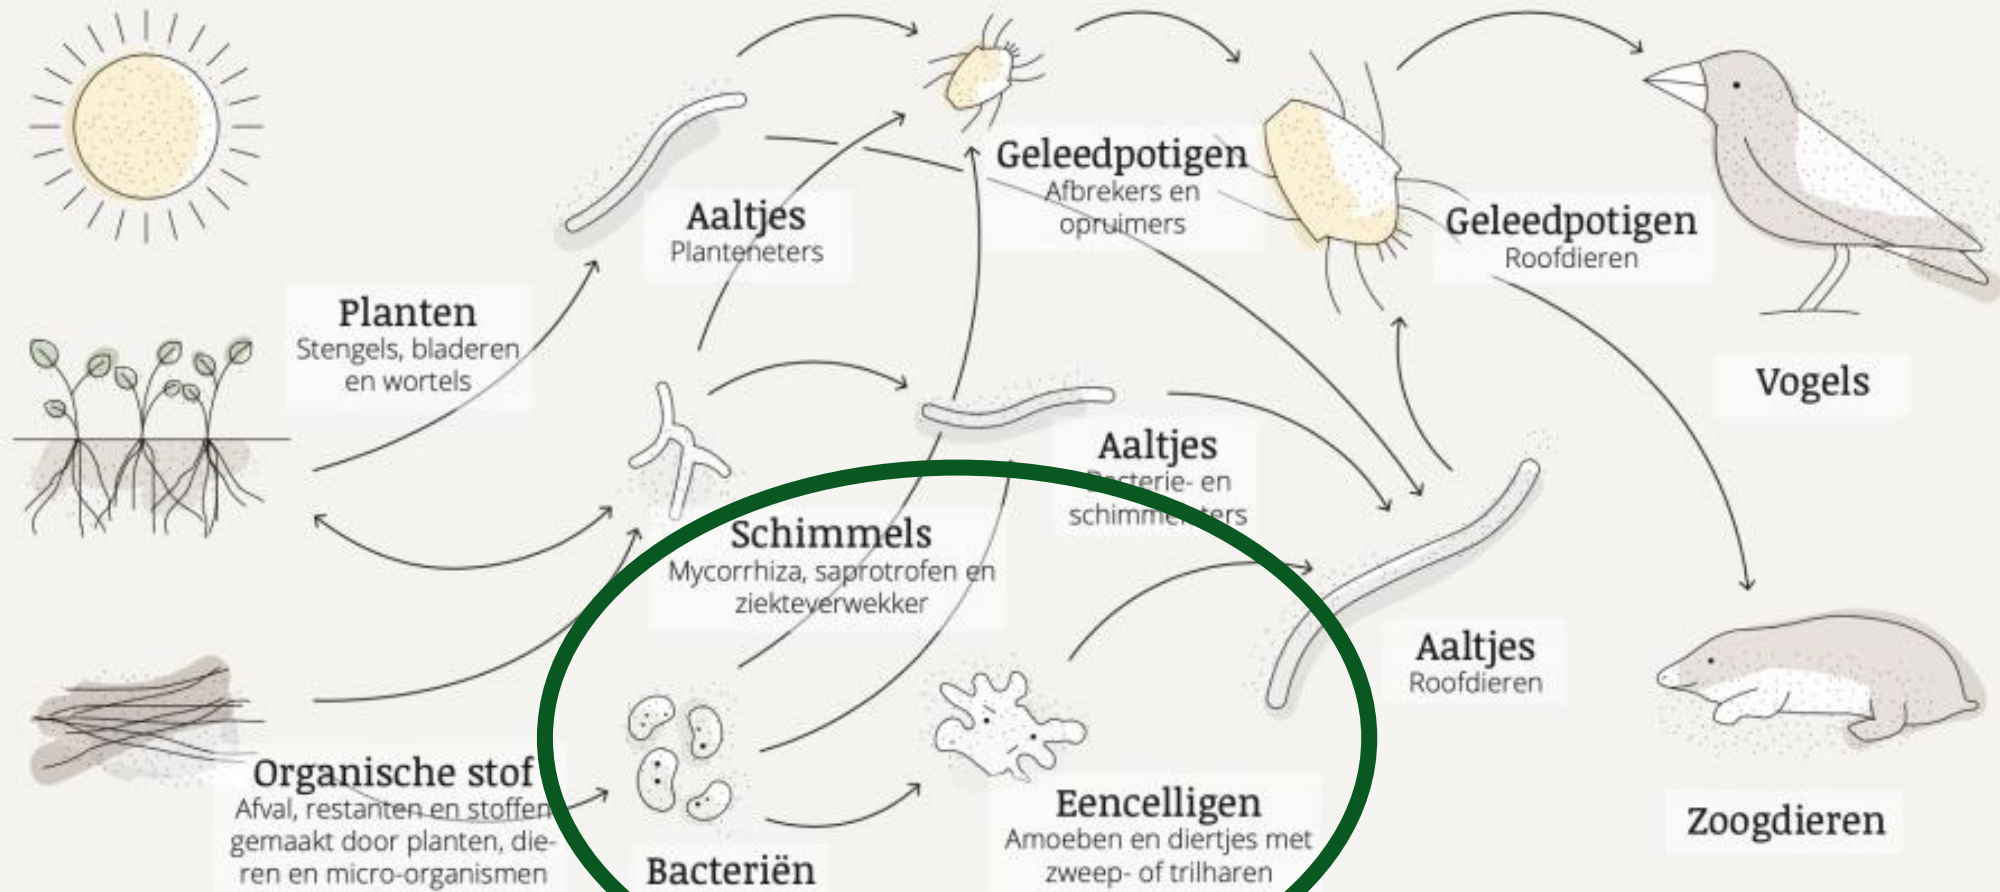 Geleedpotigen
Afbrekers en
opruimers
Aaltjes
Planteneters
Geleedpotigen
Roofdieren
Planten
Stengels, bladeren
en wortels
Vogels
Aaltjes
Bacterie- en
schimmeleters
Schimmels
Mycorrhiza, saprotrofen en
ziekteverwekker
Aaltjes
Roofdieren
Organische stof
Afval, restanten en stoffen
gemaakt door planten, die-
ren en micro-organismen
Eencelligen
Amoeben en diertjes met
zweep- of trilharen
Zoogdieren
Bacteriën